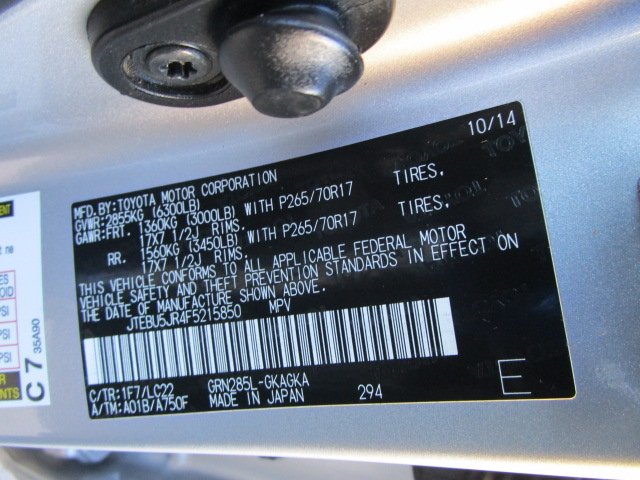 10/14
MFD.BY:TOYOTA MOTOR CORPORATION
GVWR:2855KG (6300LB)
GAWR:FRT. 1360KG (3000LB) WITH P265/70R17 TIRES.
17X7 1/2J RIMS.
RR. 1560KG (3450LB) WITH P265/70R17 TIRES.
17X7 1/2J RIMS.
THIS VEHICLE CONFORMS TO ALL APPLICABLE FEDERAL MOTOR
VEHICLE SAFETY AND THEFT PREVENTION STANDARDS IN EFFECT ON
THE DATE OF MANUFACTURE SHOWN ABOVE.
JTEBU5JR4F5215850 MPV
C/TR:1F7/LC22 GRN285L-GKAGKA
A/TM:A01B/A750F MADE IN JAPAN 294 E
C 7 35A90